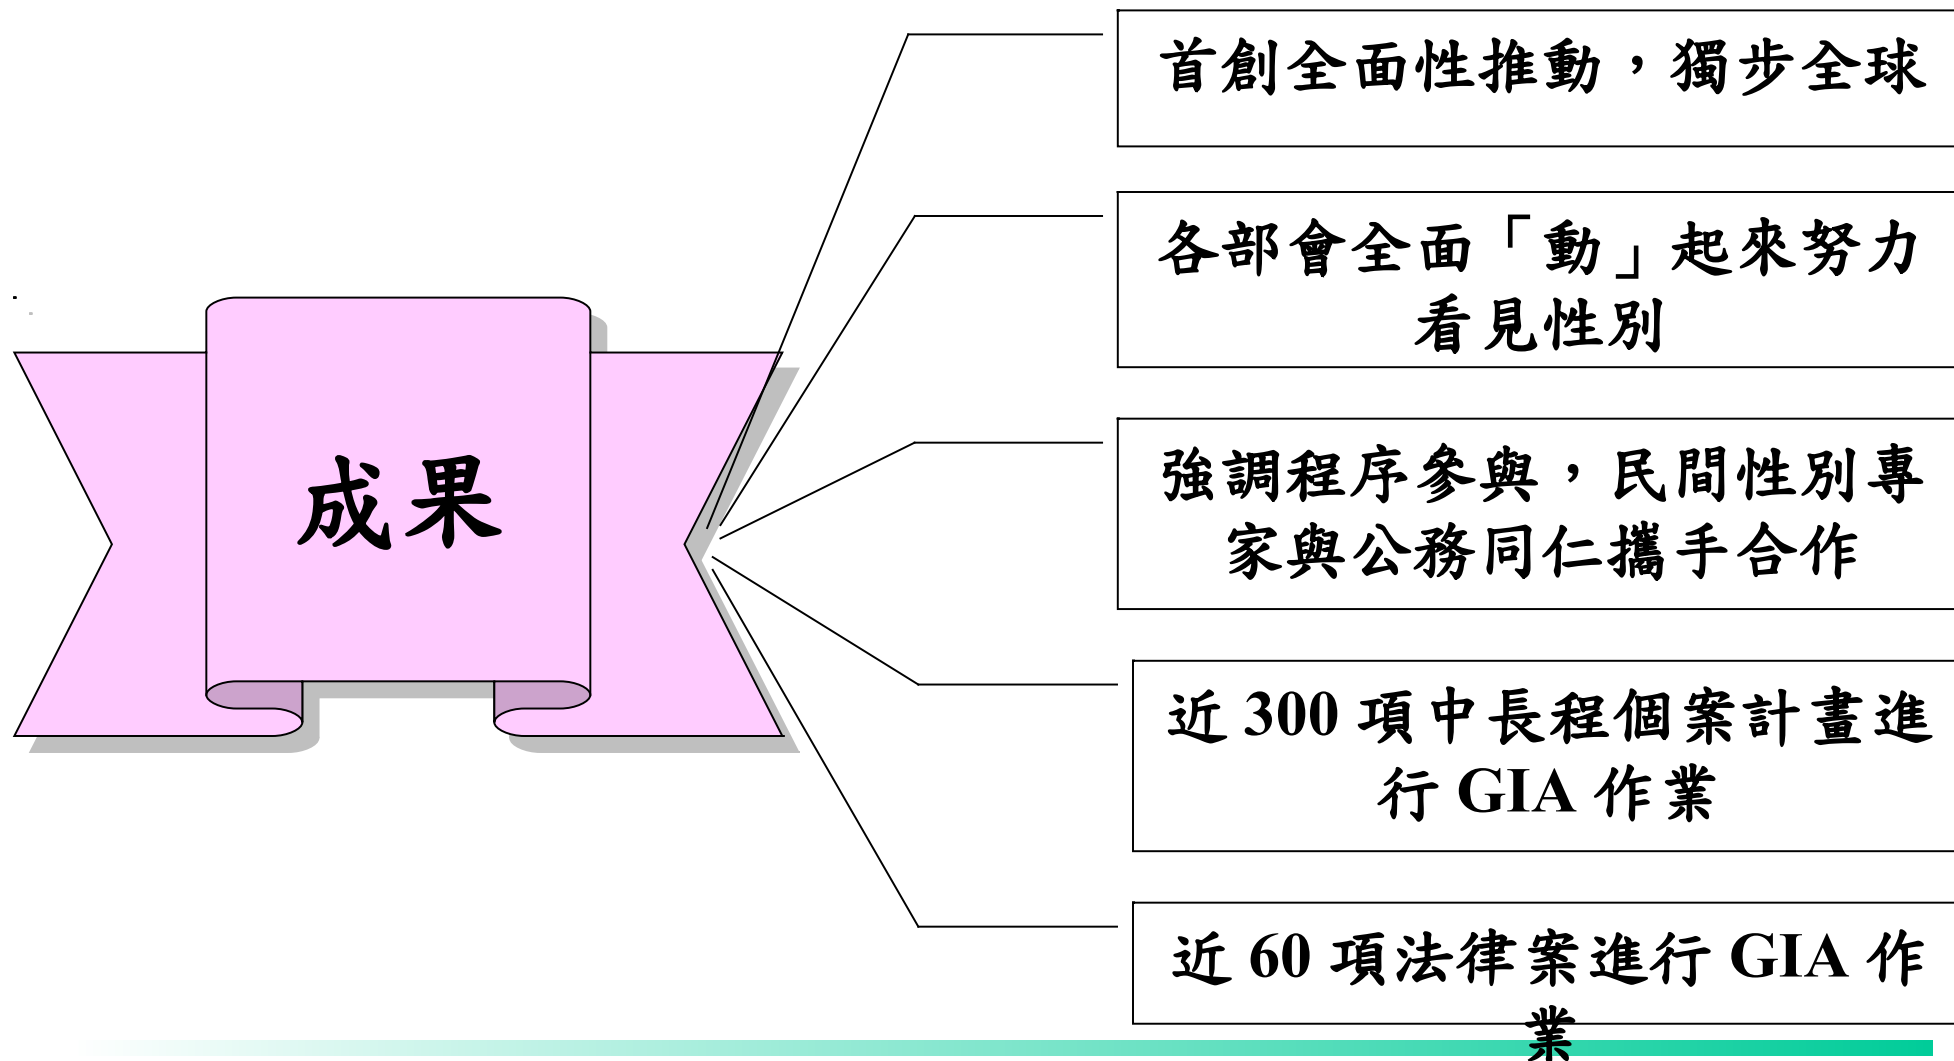 成果
首創全面性推動，獨步全球
各部會全面「動」起來努力
看見性別
強調程序參與，民間性別專
家與公務同仁攜手合作
近 300 項中長程個案計畫進
行 GIA 作業
近 60 項法律案進行 GIA 作
業